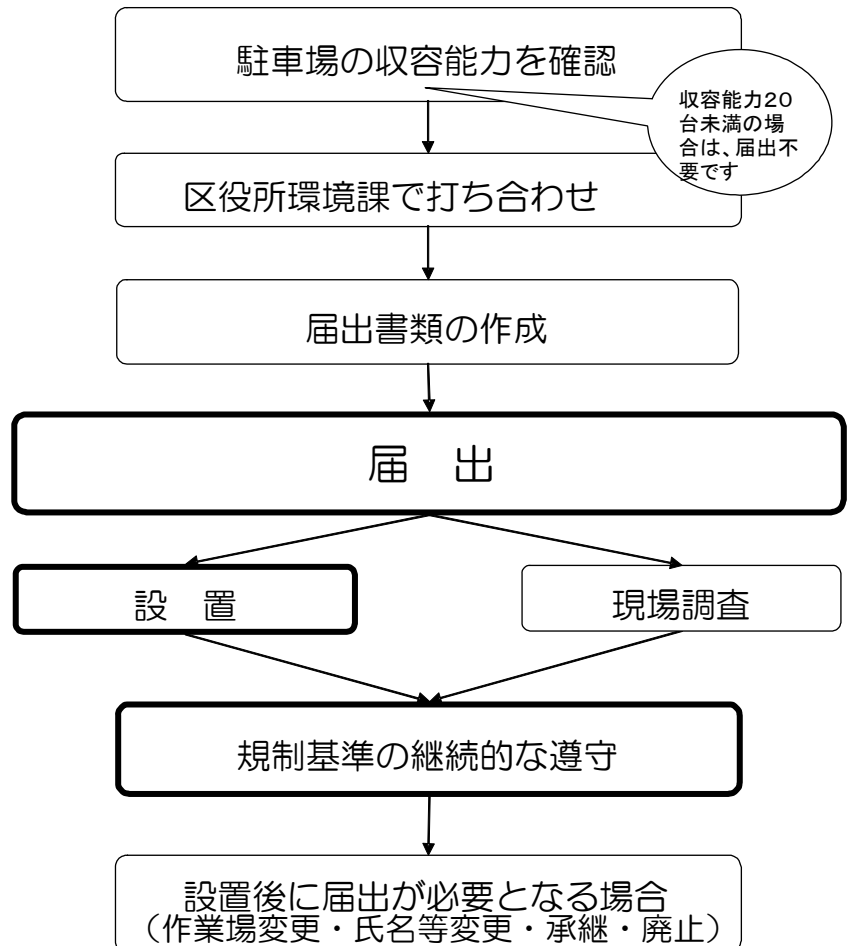 駐車場の収容能力を確認
収容能力20
台未満の場
合は、届出不
要です
区役所環境課で打ち合わせ
届出書類の作成
届　出
設　置
現場調査
規制基準の継続的な遵守
設置後に届出が必要となる場合
（作業場変更・氏名等変更・承継・廃止）